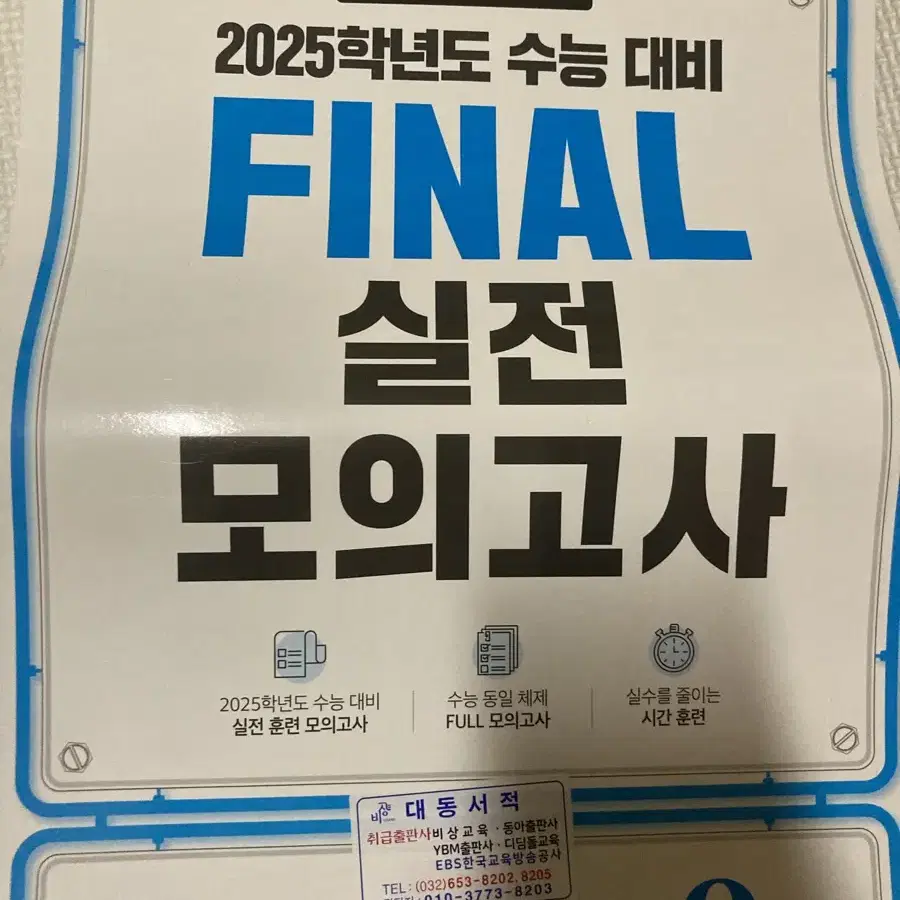 2025학년도 수능 대비
FINAL
실전
모의고사
2025학년도 수능 대비
실전 훈련 모의고사
수능 동일 체제
FULL 모의고사
실수를 줄이는
시간 훈련
비상 대동서적
취급출판사 비상교육 · 동아출판사
YBM출판사 · 디딤돌교육
EBS한국교육방송공사
TEL : (032)653-8202, 8205
010-3773-8203